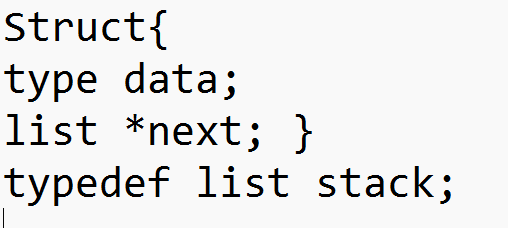 Struct{
type data;
list *next; }
typedef list stack;